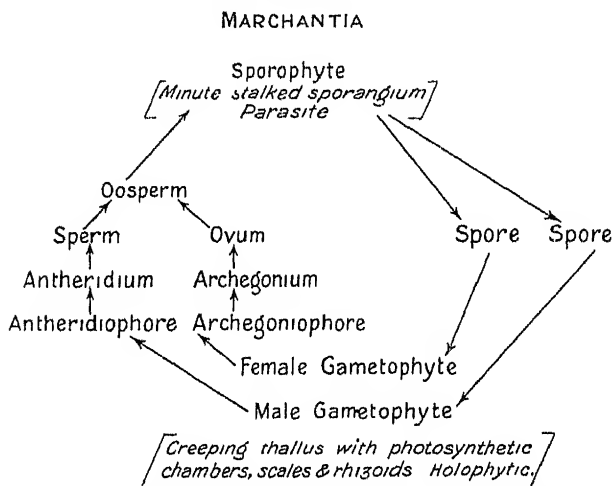 MARCHANTIA
Sporophyte
[Minute stalked sporangium]
Parasite
Oosperm
Sperm Ovum Spore Spore
Antheridium Archegonium
Antheridiophore Archegoniophore
Female Gametophyte
Male Gametophyte
[Creeping thallus with photosynthetic
chambers, scales & rhizoids Holophytic.]